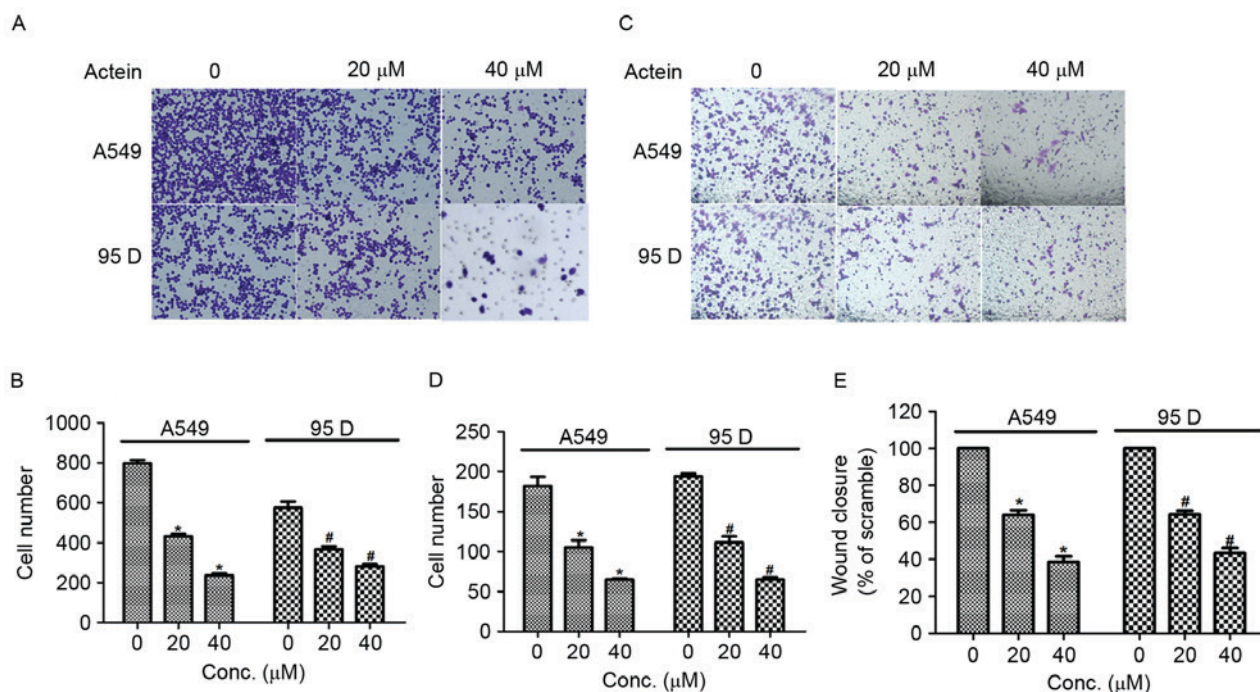 A
Actein 0 20 μM 40 μM
A549
95 D
C
Actein 0 20 μM 40 μM
A549
95 D
B
1000
800
600
400
200
0
Cell number
A549 95 D
* * # #
0 20 40 0 20 40
Conc. (μM)
D
250
200
150
100
50
0
Cell number
A549 95 D
* * # #
0 20 40 0 20 40
Conc. (μM)
E
120
100
80
60
40
20
0
Wound closure
(% of scramble)
A549 95 D
* * # #
0 20 40 0 20 40
Conc. (μM)